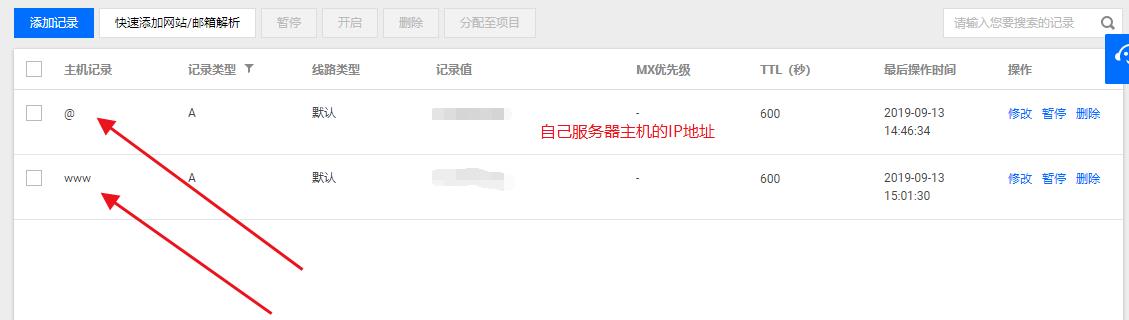 添加记录 快速添加网站/邮箱解析 暂停 开启 删除 分配至项目 请输入您要搜索的记录
主机记录 记录类型 线路类型 记录值 MX优先级 TTL（秒） 最后操作时间 操作
@ A 默认 - 600 2019-09-13 修改 暂停 删除
14:46:34
自己服务器主机的IP地址
www A 默认 - 600 2019-09-13 修改 暂停 删除
15:01:30